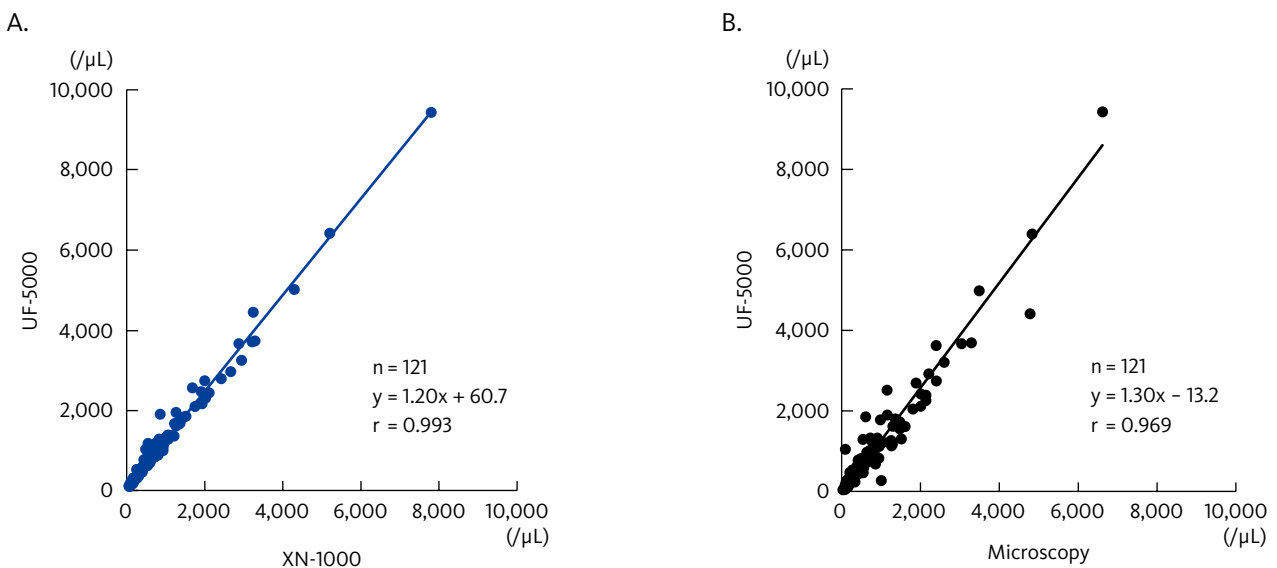 A.
(/μL)
10,000
8,000
6,000
4,000
2,000
0
UF-5000
n = 121
y = 1.20x + 60.7
r = 0.993
0 2,000 4,000 6,000 8,000 10,000
(/μL)
XN-1000
B.
(/μL)
10,000
8,000
6,000
4,000
2,000
0
UF-5000
n = 121
y = 1.30x − 13.2
r = 0.969
0 2,000 4,000 6,000 8,000 10,000
(/μL)
Microscopy